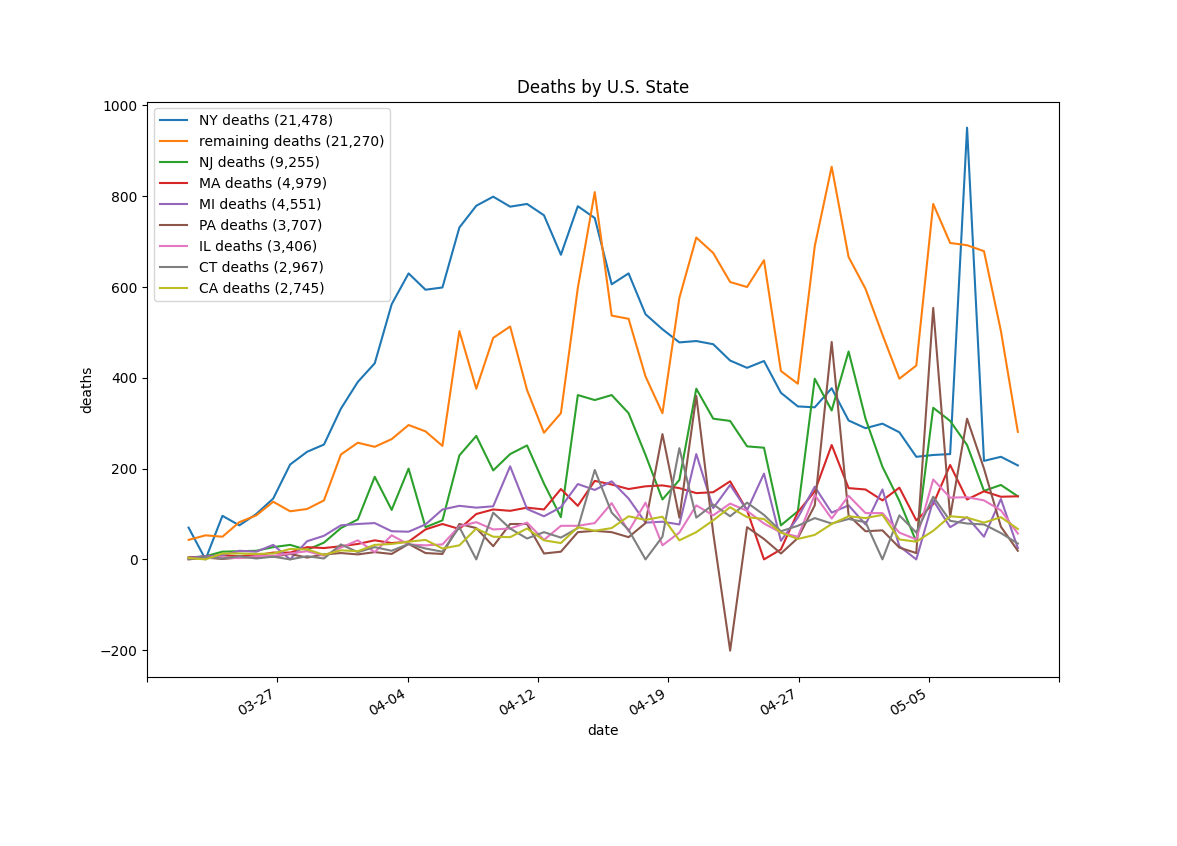 Deaths by U.S. State
1000
800
600
400
200
0
−200
deaths
NY deaths (21,478)
remaining deaths (21,270)
NJ deaths (9,255)
MA deaths (4,979)
MI deaths (4,551)
PA deaths (3,707)
IL deaths (3,406)
CT deaths (2,967)
CA deaths (2,745)
03-27
04-04
04-12
04-19
04-27
05-05
date